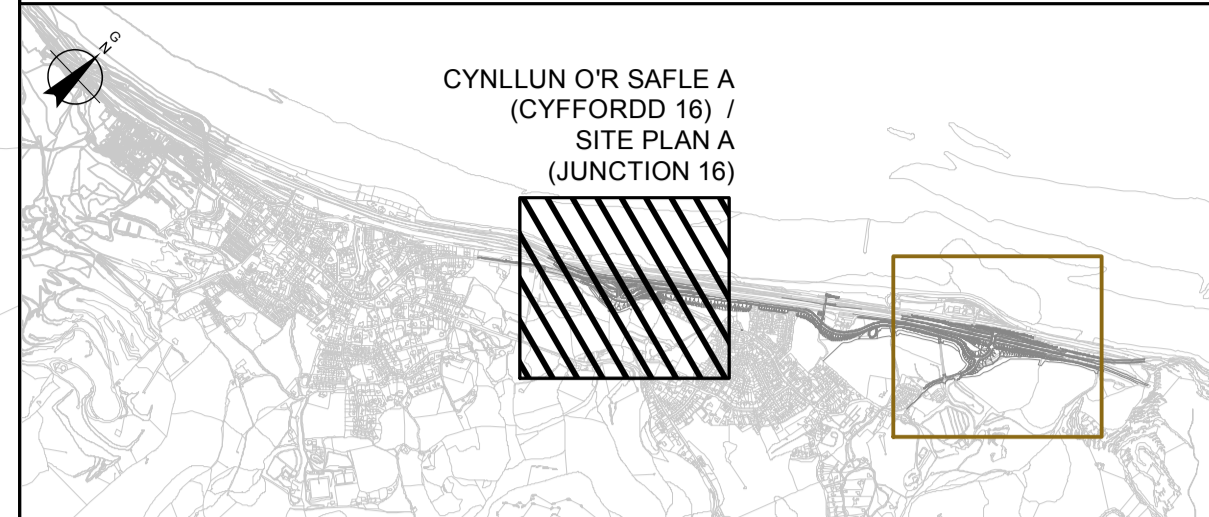 G
N
CYNLLUN O'R SAFLE A
(CYFFORDD 16) /
SITE PLAN A
(JUNCTION 16)